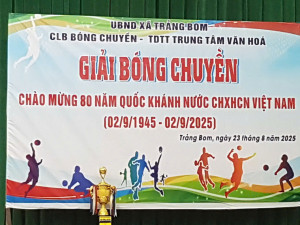 UBND XÃ TRẢNG BOM
CLB BÓNG CHUYỀN - TDTT TRUNG TÂM VĂN HOÁ
GIẢI BÓNG CHUYỀN
CHÀO MỪNG 80 NĂM QUỐC KHÁNH NƯỚC CHXHCN VIỆT NAM
(02/9/1945 - 02/9/2025)
Trảng Bom, ngày 23 tháng 8 năm 2025